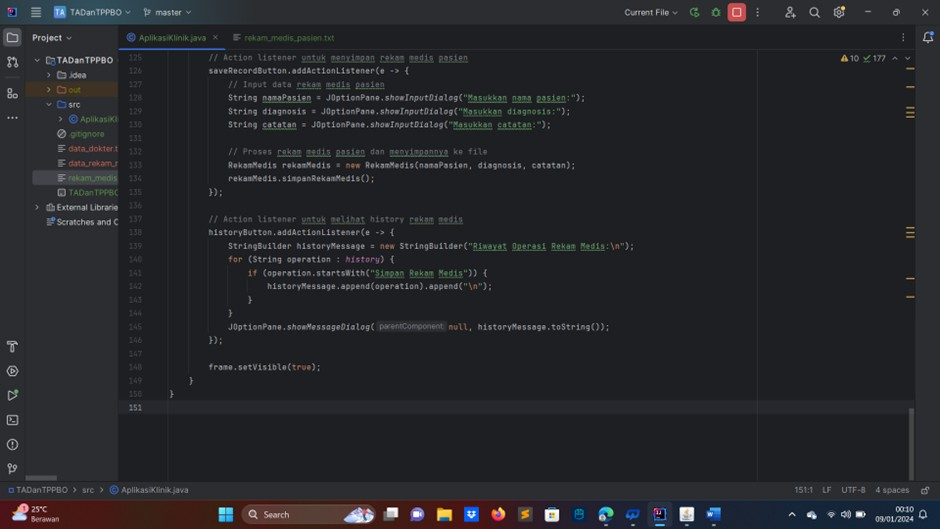 TA TADanTPPBO master Current File
Project
AplikasiKlinik.java rekam_medis_pasien.txt
TADanTPPBO
.idea
out
src
AplikasiKl
.gitignore
data_dokter.t
data_rekam_r
rekam_medis
TADanTPPBO
External Librarie
Scratches and C
10 177
125 // Action listener untuk menyimpan rekam medis pasien
126 saveRecordButton.addActionListener(e -> {
127 // Input data rekam medis pasien
128 String namaPasien = JOptionPane.showInputDialog("Masukkan nama pasien:");
129 String diagnosis = JOptionPane.showInputDialog("Masukkan diagnosis:");
130 String catatan = JOptionPane.showInputDialog("Masukkan catatan:");
131
132 // Proses rekam medis pasien dan menyimpannya ke file
133 RekamMedis rekamMedis = new RekamMedis(namaPasien, diagnosis, catatan);
134 rekamMedis.simpanRekamMedis();
135 });
136
137 // Action listener untuk melihat history rekam medis
138 historyButton.addActionListener(e -> {
139 StringBuilder historyMessage = new StringBuilder("Riwayat Operasi Rekam Medis:\n");
140 for (String operation : history) {
141 if (operation.startsWith("Simpan Rekam Medis")) {
142 historyMessage.append(operation).append("\n");
143 }
144 }
145 JOptionPane.showMessageDialog( parentComponent: null, historyMessage.toString());
146 });
147
148 frame.setVisible(true);
149 }
150 }
151
TADanTPPBO > src > AplikasiKlinik.java 151:1 LF UTF-8 4 spaces
25°C
Berawan
Search
00:10
09/01/2024